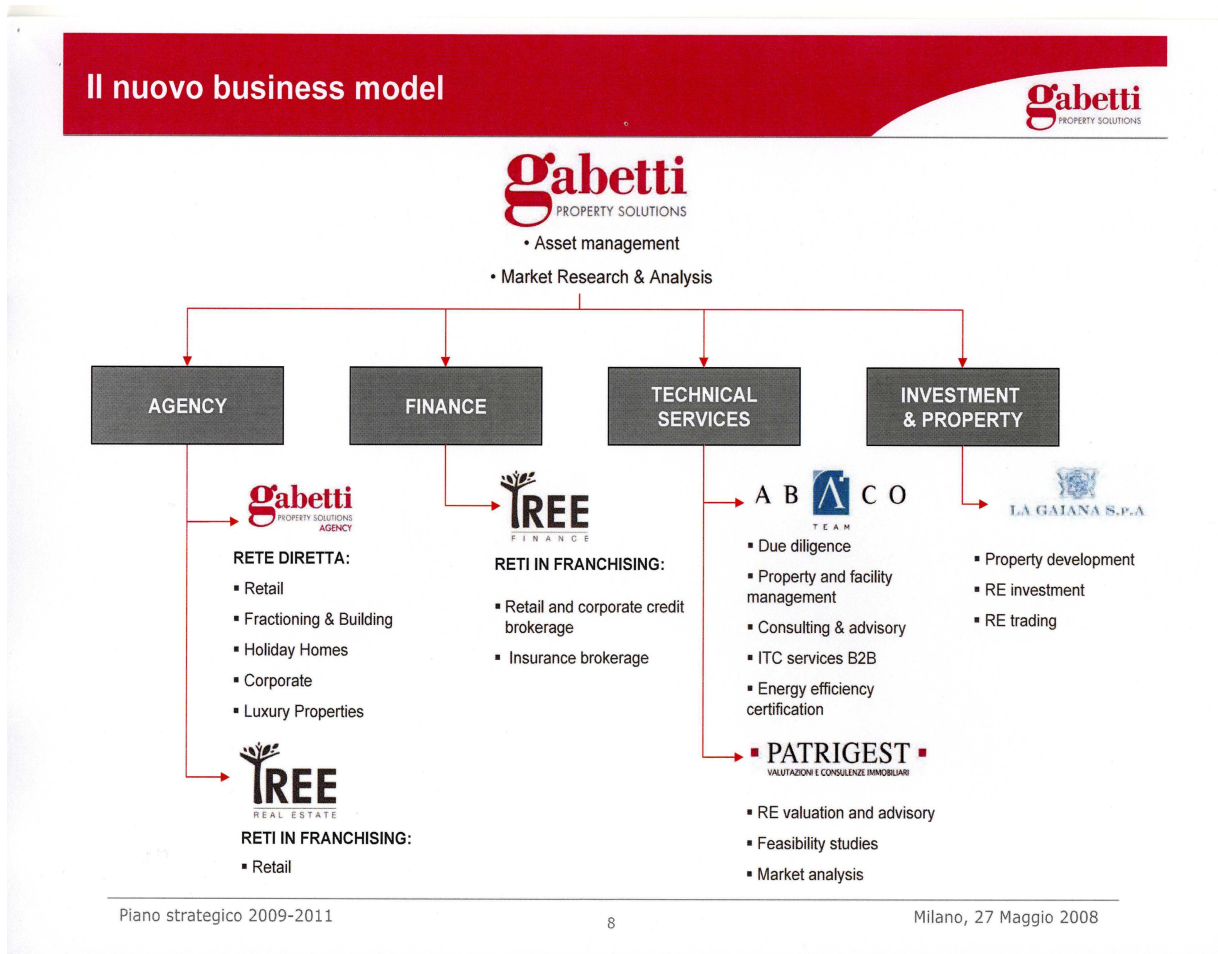 Il nuovo business model
gabetti
PROPERTY SOLUTIONS
gabetti
PROPERTY SOLUTIONS
• Asset management
• Market Research & Analysis
AGENCY
FINANCE
TECHNICAL
SERVICES
INVESTMENT
& PROPERTY
gabetti
PROPERTY SOLUTIONS
AGENCY
RETE DIRETTA:
▪ Retail
▪ Fractioning & Building
▪ Holiday Homes
▪ Corporate
▪ Luxury Properties
TREE
REAL ESTATE
RETI IN FRANCHISING:
▪ Retail
TREE
FINANCE
RETI IN FRANCHISING:
▪ Retail and corporate credit
brokerage
▪ Insurance brokerage
ABACO
TEAM
▪ Due diligence
▪ Property and facility
management
▪ Consulting & advisory
▪ ITC services B2B
▪ Energy efficiency
certification
▪ PATRIGEST ▪
VALUTAZIONI E CONSULENZE IMMOBILIARI
▪ RE valuation and advisory
▪ Feasibility studies
▪ Market analysis
LA GAIANA S.P.A
▪ Property development
▪ RE investment
▪ RE trading
Piano strategico 2009-2011
8
Milano, 27 Maggio 2008